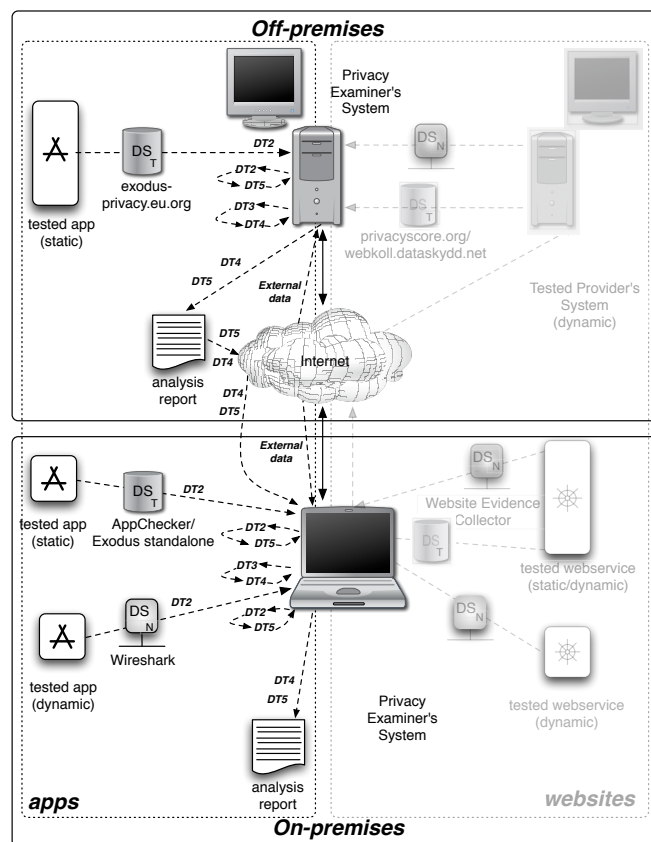 Off-premises
Privacy
Examiner's
System
DT2
DS
T
DS
N
exodus-
privacy.eu.org
DT2
DT5
tested app
(static)
DT3
DT4
DS
T
privacyscore.org/
webkoll.dataskydd.net
DT4
DT5
External
data
Tested Provider's
System
(dynamic)
DT5
DT4
Internet
analysis
report
DT4
DT5
External
data
tested app
(static)
DS
T
DT2
AppChecker/
Exodus standalone
DT2
DT5
DS
N
Website Evidence
Collector
DS
T
tested webservice
(static/dynamic)
DT3
DT4
DT2
DS
N
Wireshark
DT2
DT5
DS
N
tested app
(dynamic)
tested webservice
(dynamic)
DT4
DT5
Privacy
Examiner's
System
analysis
report
apps
websites
On-premises